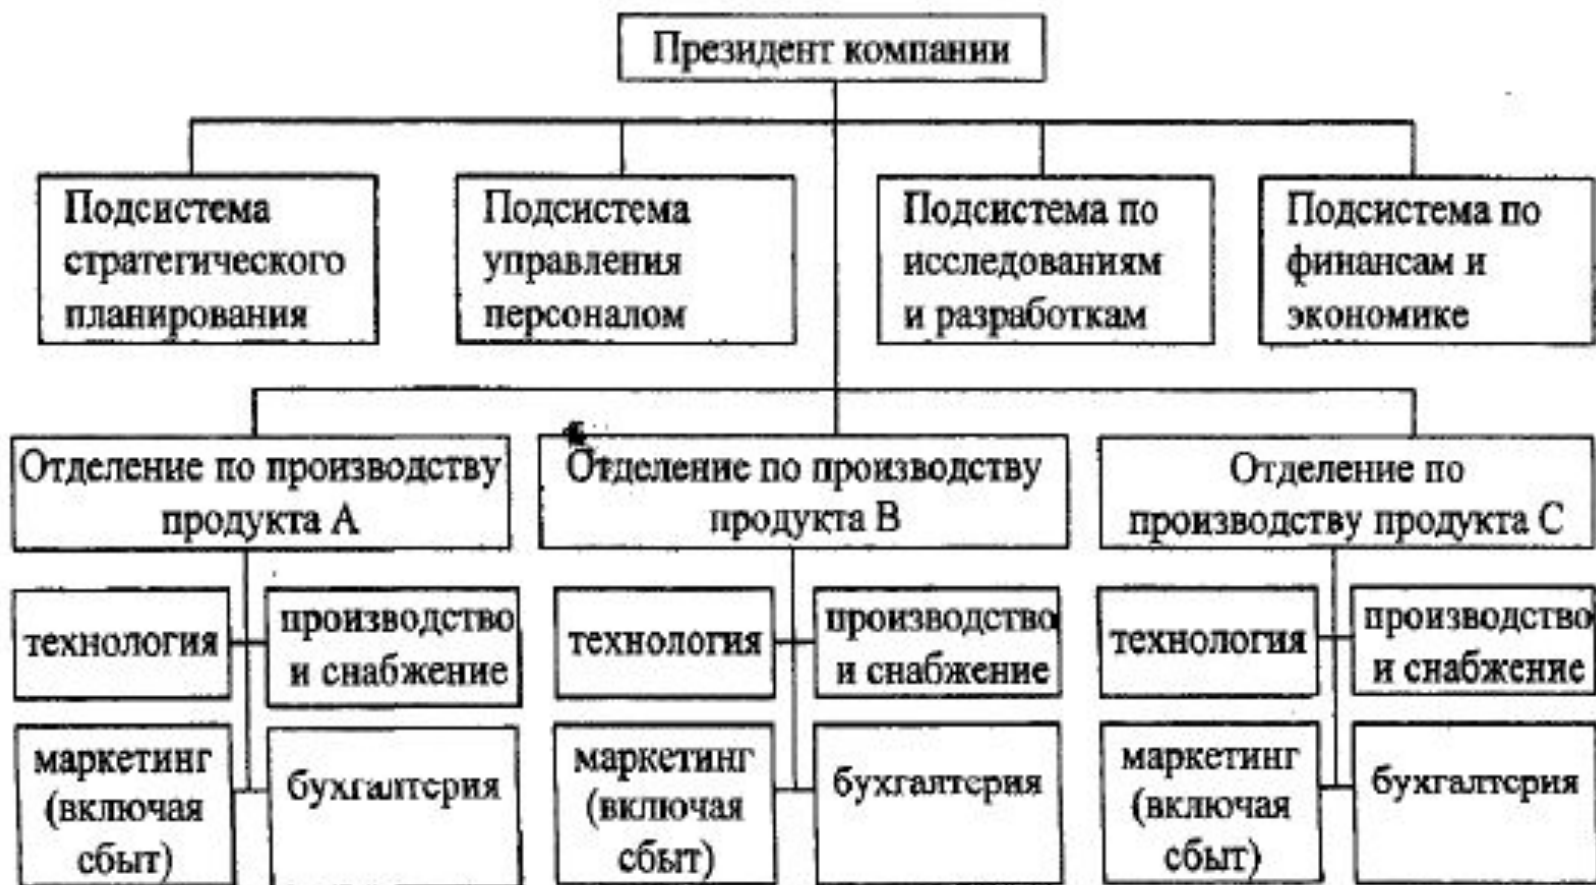 Президент компании
Подсистема
стратегического
планирования
Подсистема
управления
персоналом
Подсистема по
исследованиям
и разработкам
Подсистема по
финансам и
экономике
Отделение по производству
продукта А
Отделение по производству
продукта В
Отделение по
производству продукта С
технология
производство
и снабжение
технология
производство
и снабжение
технология
производство
и снабжение
маркетинг
(включая
сбыт)
бухгалтерия
маркетинг
(включая
сбыт)
бухгалтерия
маркетинг
(включая
сбыт)
бухгалтерия